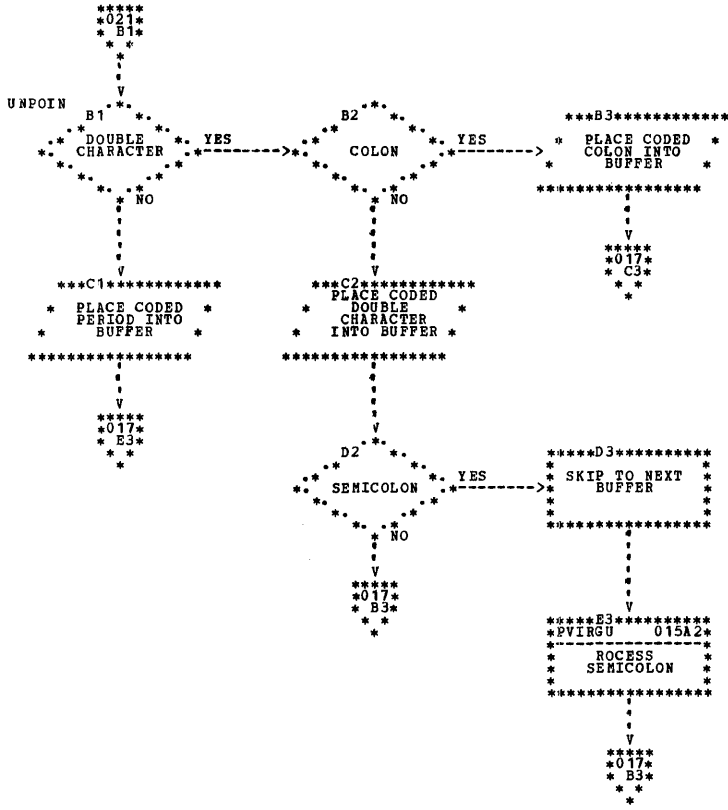 021
B1
UNPOIN
B1
DOUBLE
CHARACTER
YES
NO
B2
COLON
YES
NO
B3
PLACE CODED
COLON INTO
BUFFER
017
C3
C1
PLACE CODED
PERIOD INTO
BUFFER
017
E3
C2
PLACE CODED
DOUBLE
CHARACTER
INTO BUFFER
D2
SEMICOLON
YES
NO
017
B3
D3
SKIP TO NEXT
BUFFER
E3
PVIRGU 015A2
ROCESS
SEMICOLON
017
B3